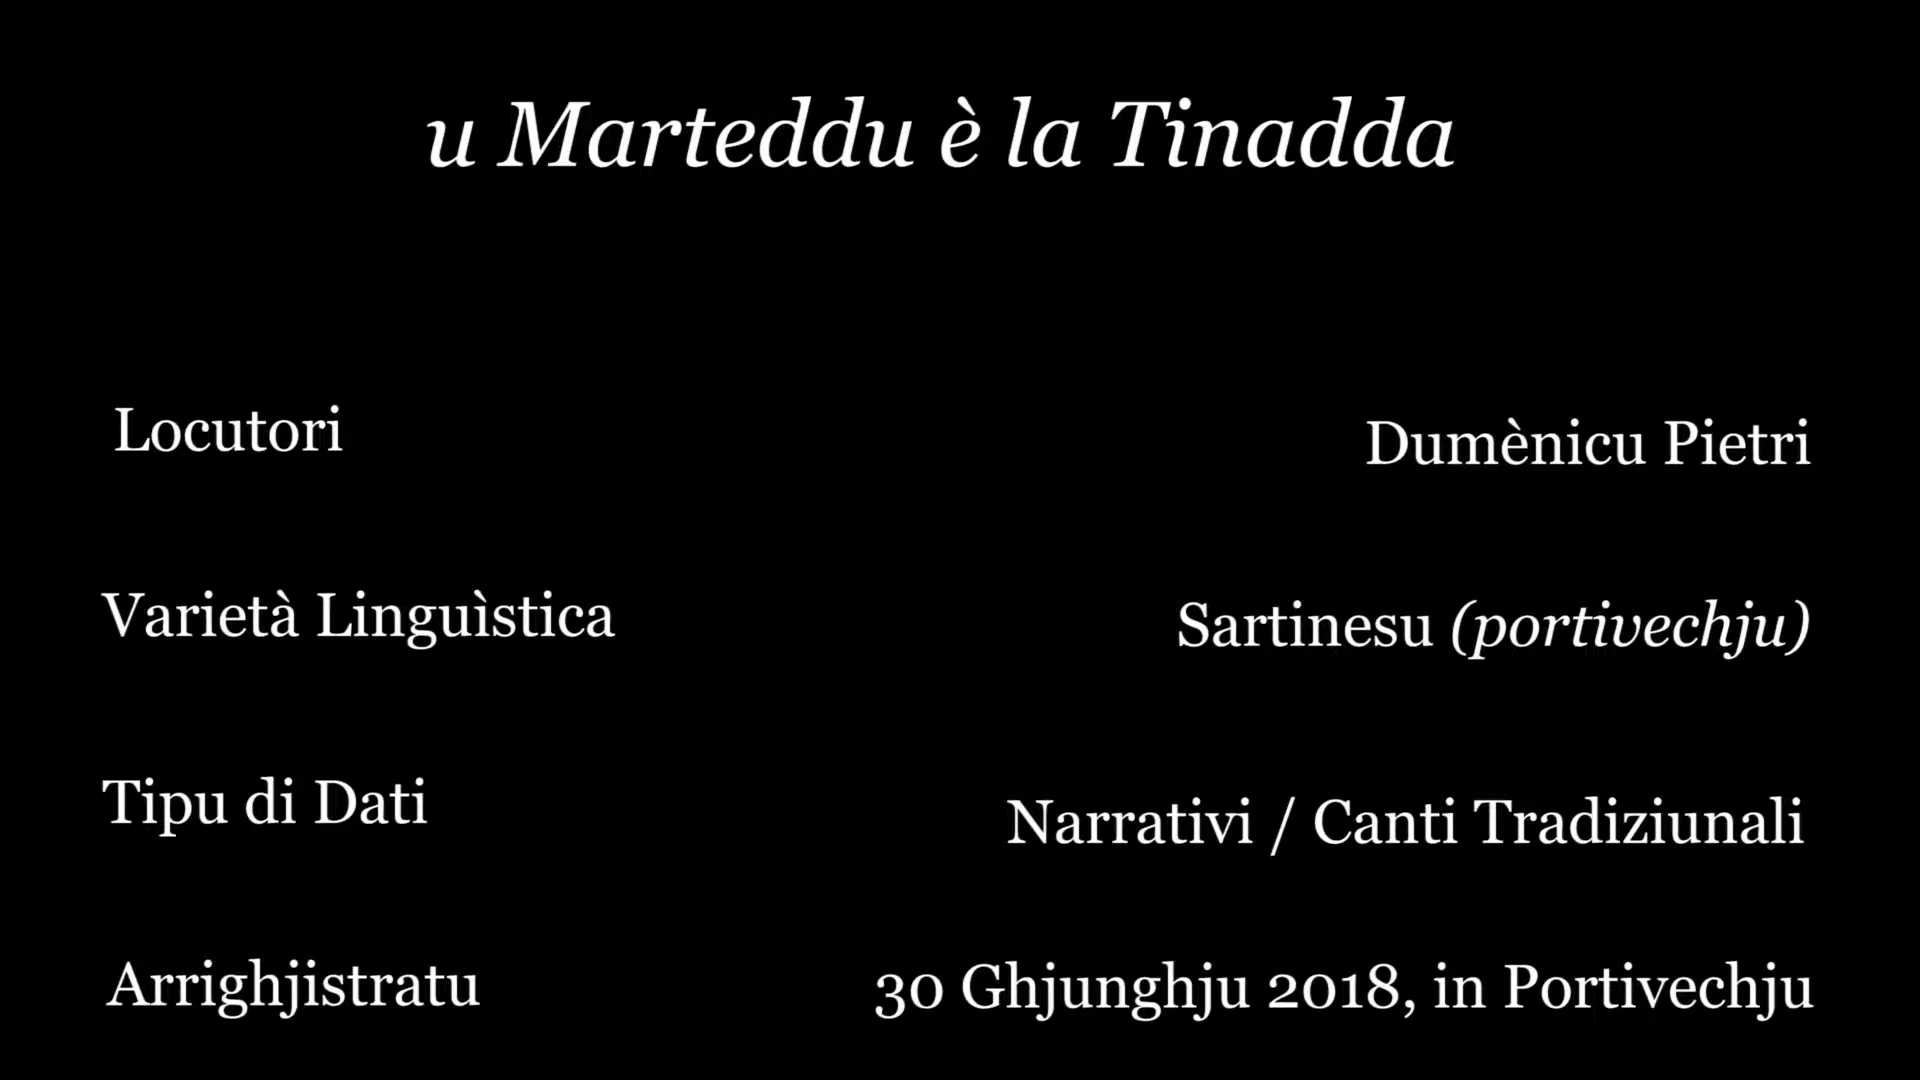 u Marteddu è la Tinadda
Locutori
Dumènicu Pietri
Varietà Linguìstica
Sartinesu (portivechju)
Tipu di Dati
Narrativi / Canti Tradiziunali
Arrighjistratu
30 Ghjunghju 2018, in Portivechju